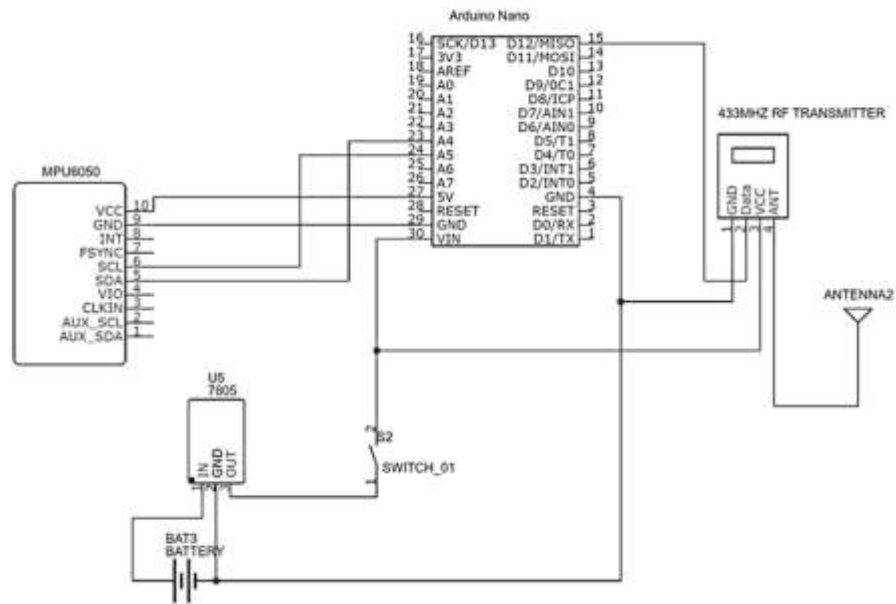 Arduino Nano
16 SCK/D13 D12/MISO 15
17 3V3 D11/MOSI 14
18 AREF D10 13
19 A0 D9/0C1 12
20 A1 D8/ICP 11
21 A2 D7/AIN1 10
22 A3 D6/AIN0 9
23 A4 D5/T1 8
24 A5 D4/T0 7
25 A6 D3/INT1 6
26 A7 D2/INT0 5
27 5V GND 4
28 RESET RESET 3
29 GND D0/RX 2
30 VIN D1/TX 1
433MHZ RF TRANSMITTER
GND
Data
VCC
ANT
1 2 3 4
MPU6050
VCC 10
GND 9
INT 8
FSYNC 7
SCL 6
SDA 5
VIO 4
CLKIN 3
AUX_SCL 2
AUX_SDA 1
ANTENNA2
U5
7805
IN
GND
OUT
1 2 3
2
S2
SWITCH_01
1
BAT3
BATTERY